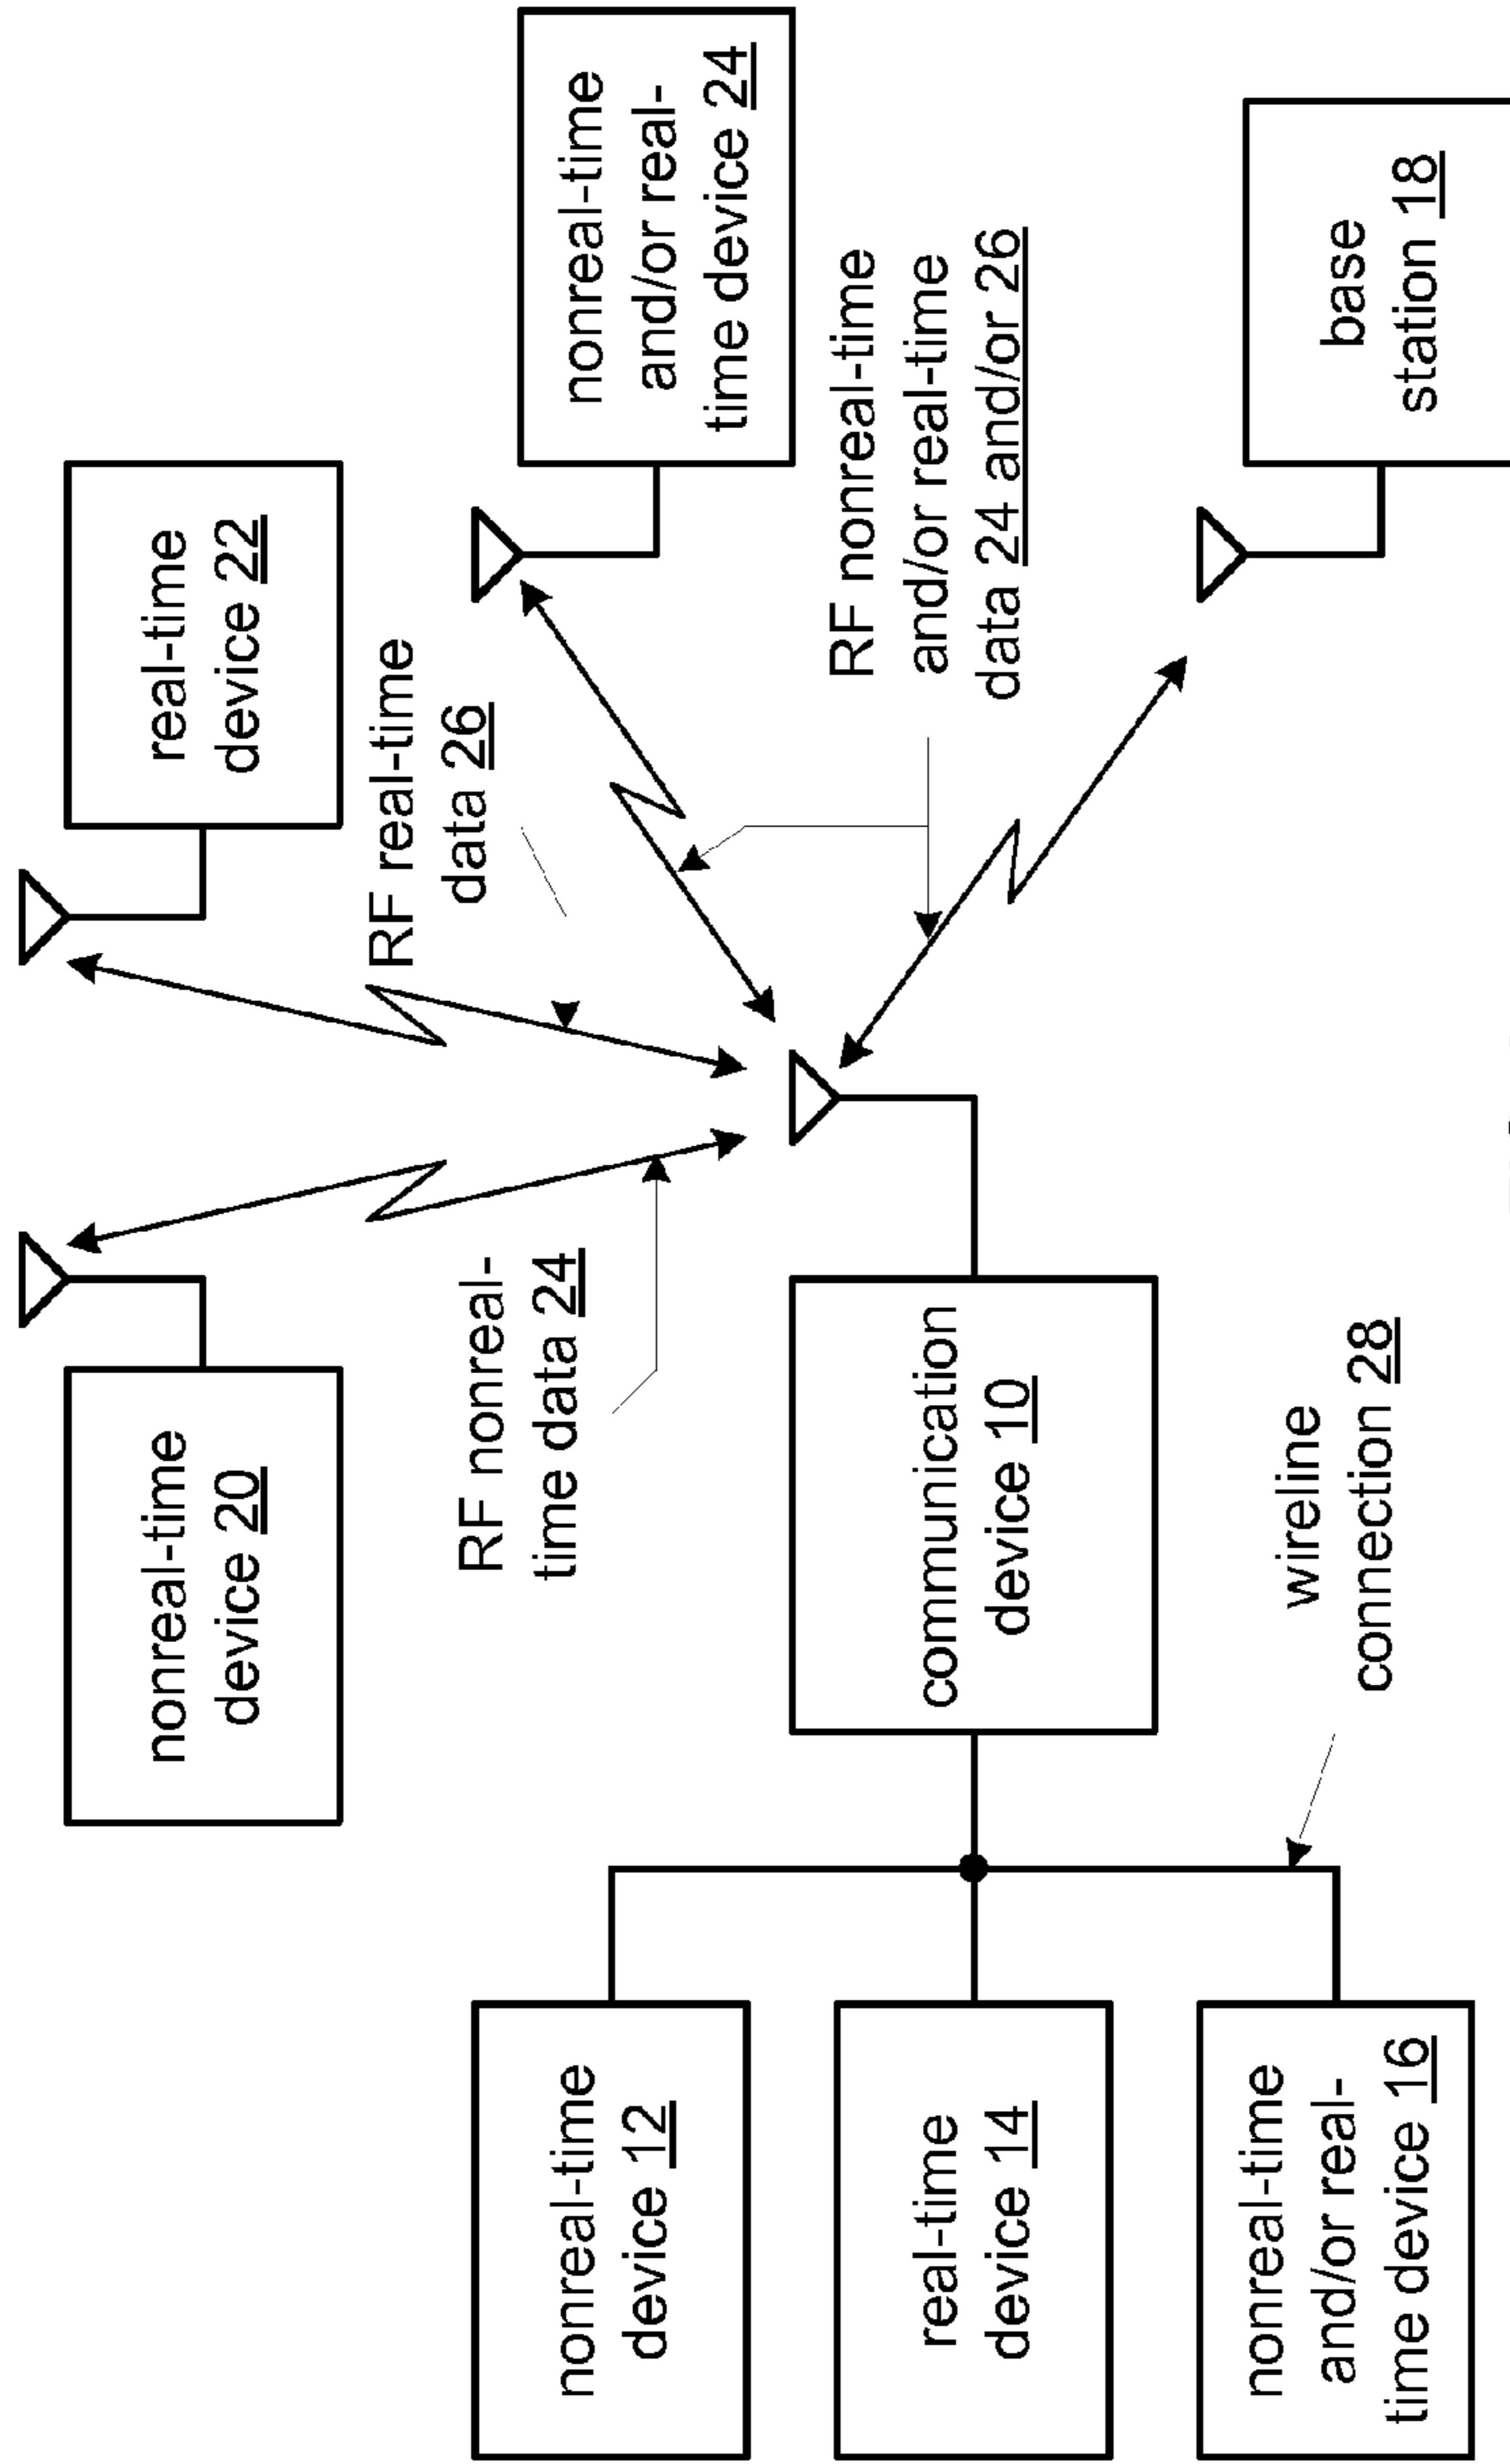 nonreal-time
device 20
real-time
device 22
RF real-time
data 26
RF nonreal-
time data 24
nonreal-time
and/or real-
time device 24
nonreal-time
device 12
real-time
device 14
nonreal-time
and/or real-
time device 16
communication
device 10
RF nonreal-time
and/or real-time
data 24 and/or 26
wireline
connection 28
base
station 18